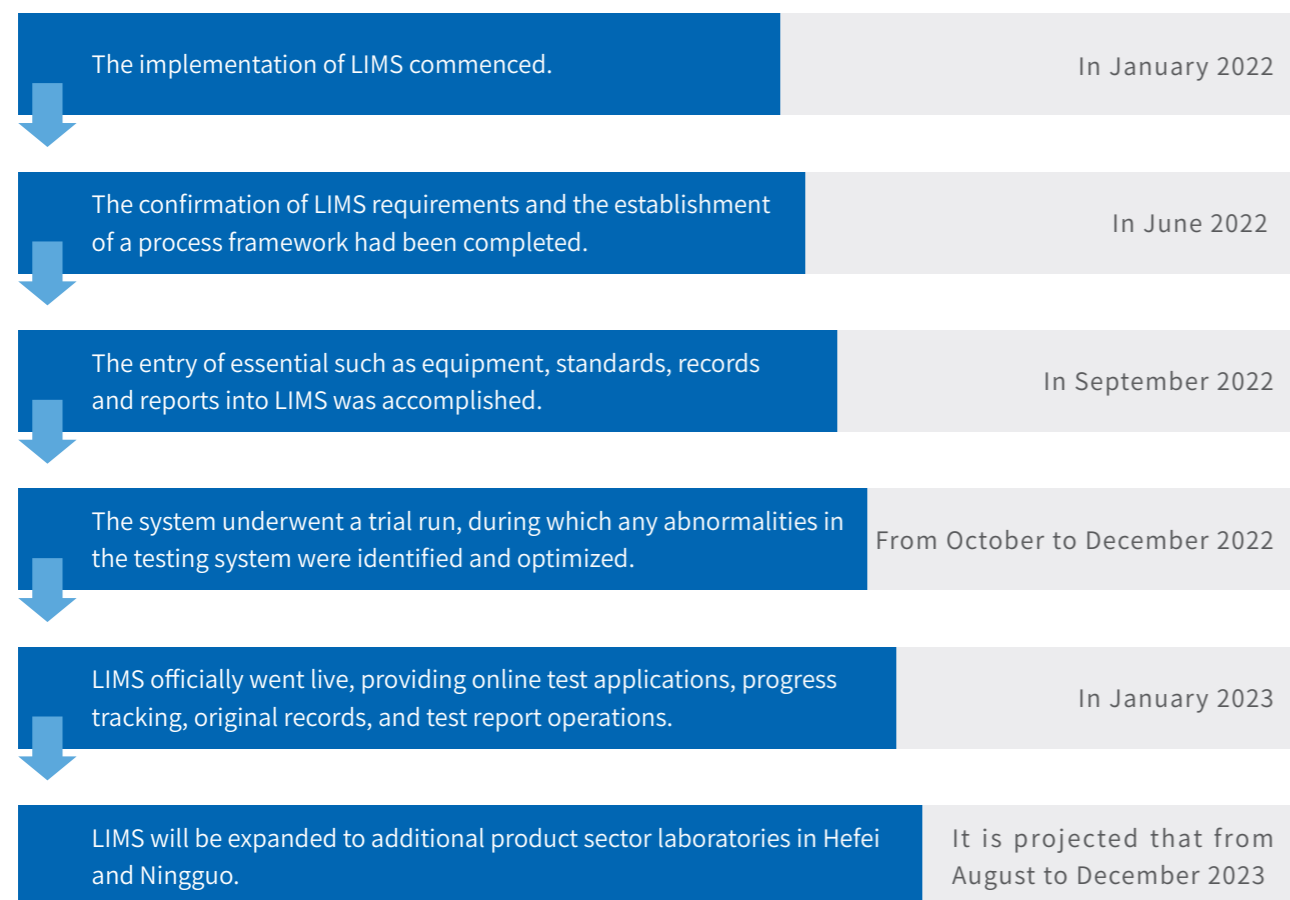 The implementation of LIMS commenced.
In January 2022
The confirmation of LIMS requirements and the establishment
of a process framework had been completed.
In June 2022
The entry of essential such as equipment, standards, records
and reports into LIMS was accomplished.
In September 2022
The system underwent a trial run, during which any abnormalities in
the testing system were identified and optimized.
From October to December 2022
LIMS officially went live, providing online test applications, progress
tracking, original records, and test report operations.
In January 2023
LIMS will be expanded to additional product sector laboratories in Hefei
and Ningguo.
It is projected that from
August to December 2023